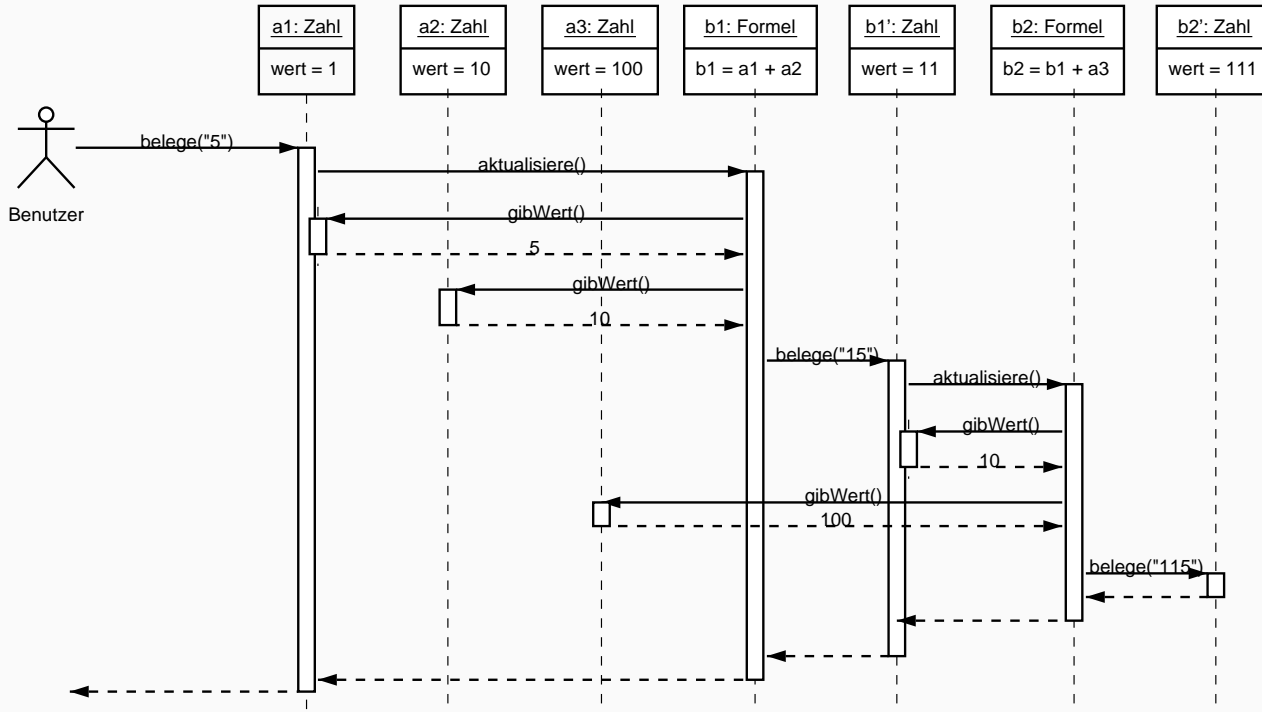 a1: Zahl
wert = 1
a2: Zahl
wert = 10
a3: Zahl
wert = 100
b1: Formel
b1 = a1 + a2
b1': Zahl
wert = 11
b2: Formel
b2 = b1 + a3
b2': Zahl
wert = 111
Benutzer
belege("5")
aktualisiere()
gibWert()
5
gibWert()
10
belege("15")
aktualisiere()
gibWert()
10
gibWert()
100
belege("115")